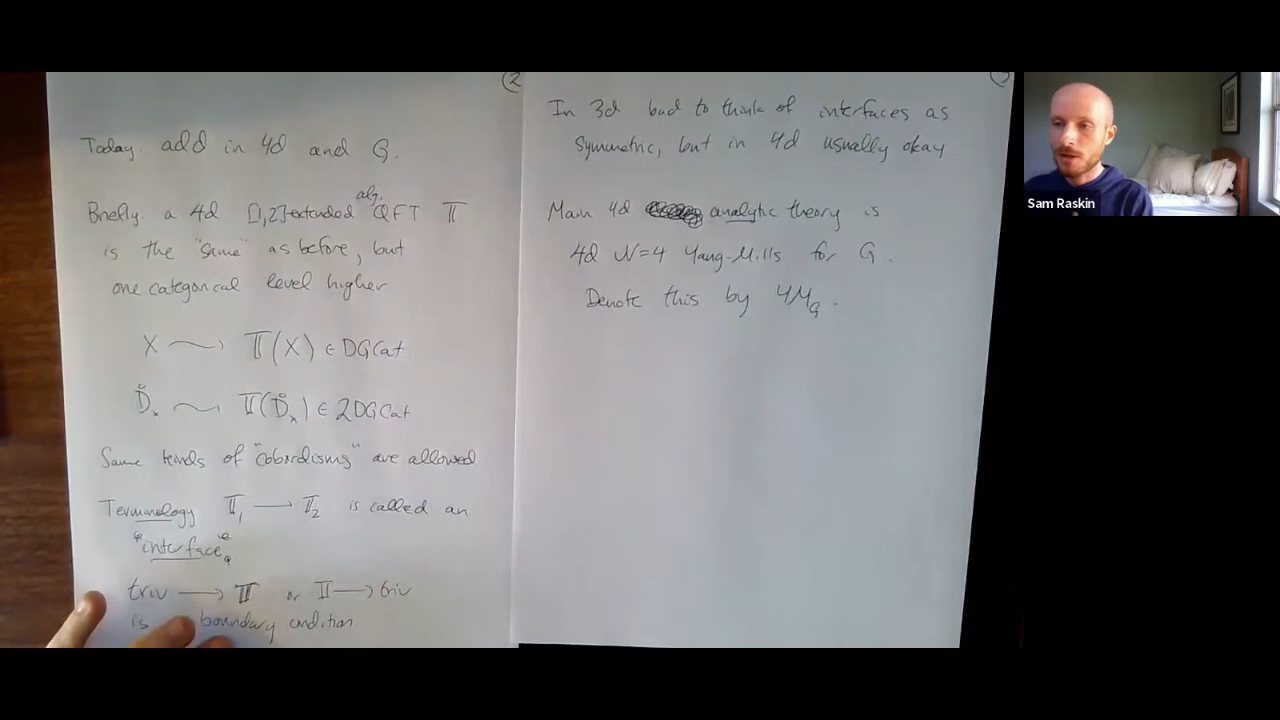 (2
Today. add in 4d and G.
Briefly. a 4d [1,2]-extended alg. QFT 𝕋
is the "same" as before, but
one categorical level higher
X ⇝ 𝕋(X) ∈ DGCat
D̊ₓ ⇝ 𝕋(D̊ₓ) ∈ 2DGCat
Same kinds of "cobordisms" are allowed
Terminology 𝕋₁ → 𝕋₂ is called an
"interface"
triv → 𝕋 or 𝕋 → triv
is boundary condition.
In 3d bad to think of interfaces as
symmetric, but in 4d usually okay.
Main 4d analytic theory is
4d N=4 Yang-Mills for G.
Denote this by YM_G.
Sam Raskin